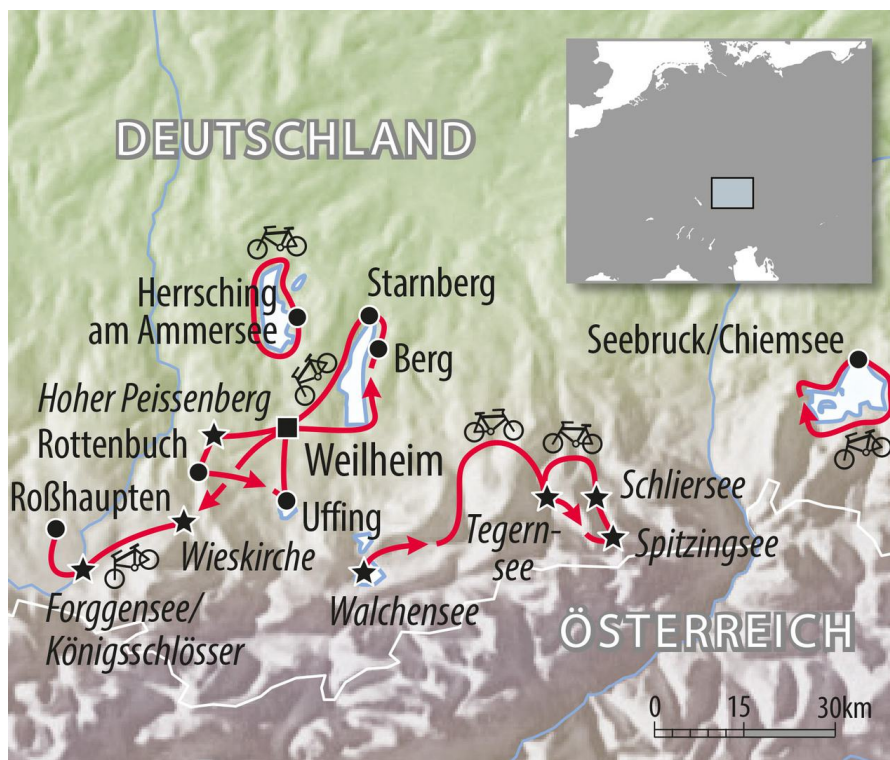 DEUTSCHLAND
Herrsching
am Ammersee
Starnberg
Berg
Seebruck/Chiemsee
Hoher Peissenberg
Rottenbuch
Weilheim
Roßhaupten
Uffing
Wieskirche
Schliersee
Tegern-
see
Spitzingsee
Walchensee
Forggensee/
Königsschlösser
ÖSTERREICH
0 15 30km